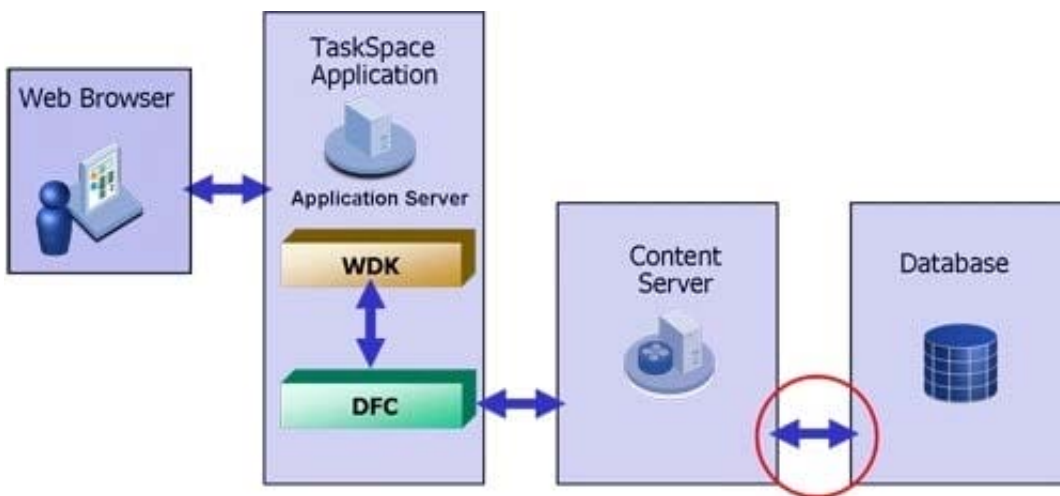 Web Browser
TaskSpace
Application
Application Server
WDK
DFC
Content
Server
Database